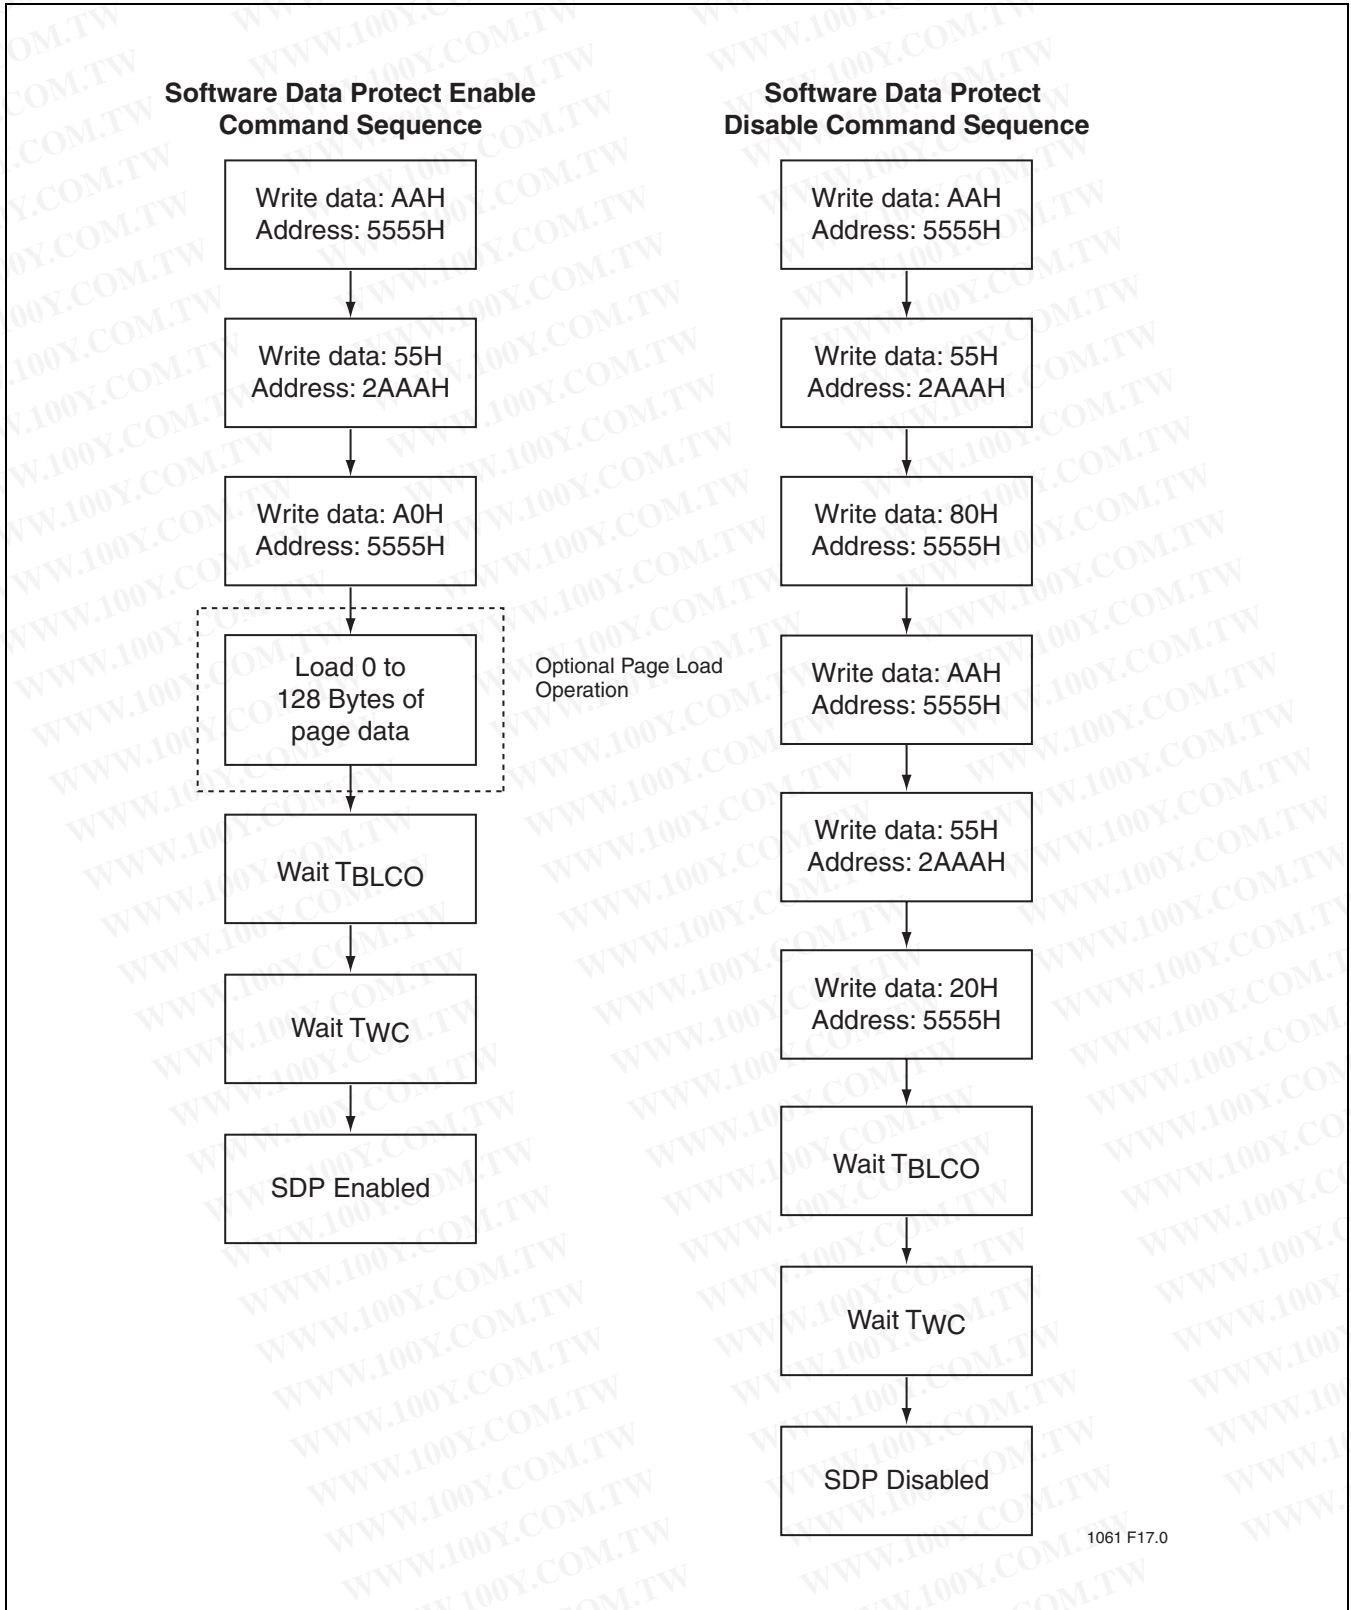 Software Data Protect Enable
Command Sequence
Write data: AAH
Address: 5555H
Write data: 55H
Address: 2AAAH
Write data: A0H
Address: 5555H
Load 0 to
128 Bytes of
page data
Optional Page Load
Operation
Wait TBLCO
Wait TWC
SDP Enabled
Software Data Protect
Disable Command Sequence
Write data: AAH
Address: 5555H
Write data: 55H
Address: 2AAAH
Write data: 80H
Address: 5555H
Write data: AAH
Address: 5555H
Write data: 55H
Address: 2AAAH
Write data: 20H
Address: 5555H
Wait TBLCO
Wait TWC
SDP Disabled
1061 F17.0
WWW.100Y.COM.TW